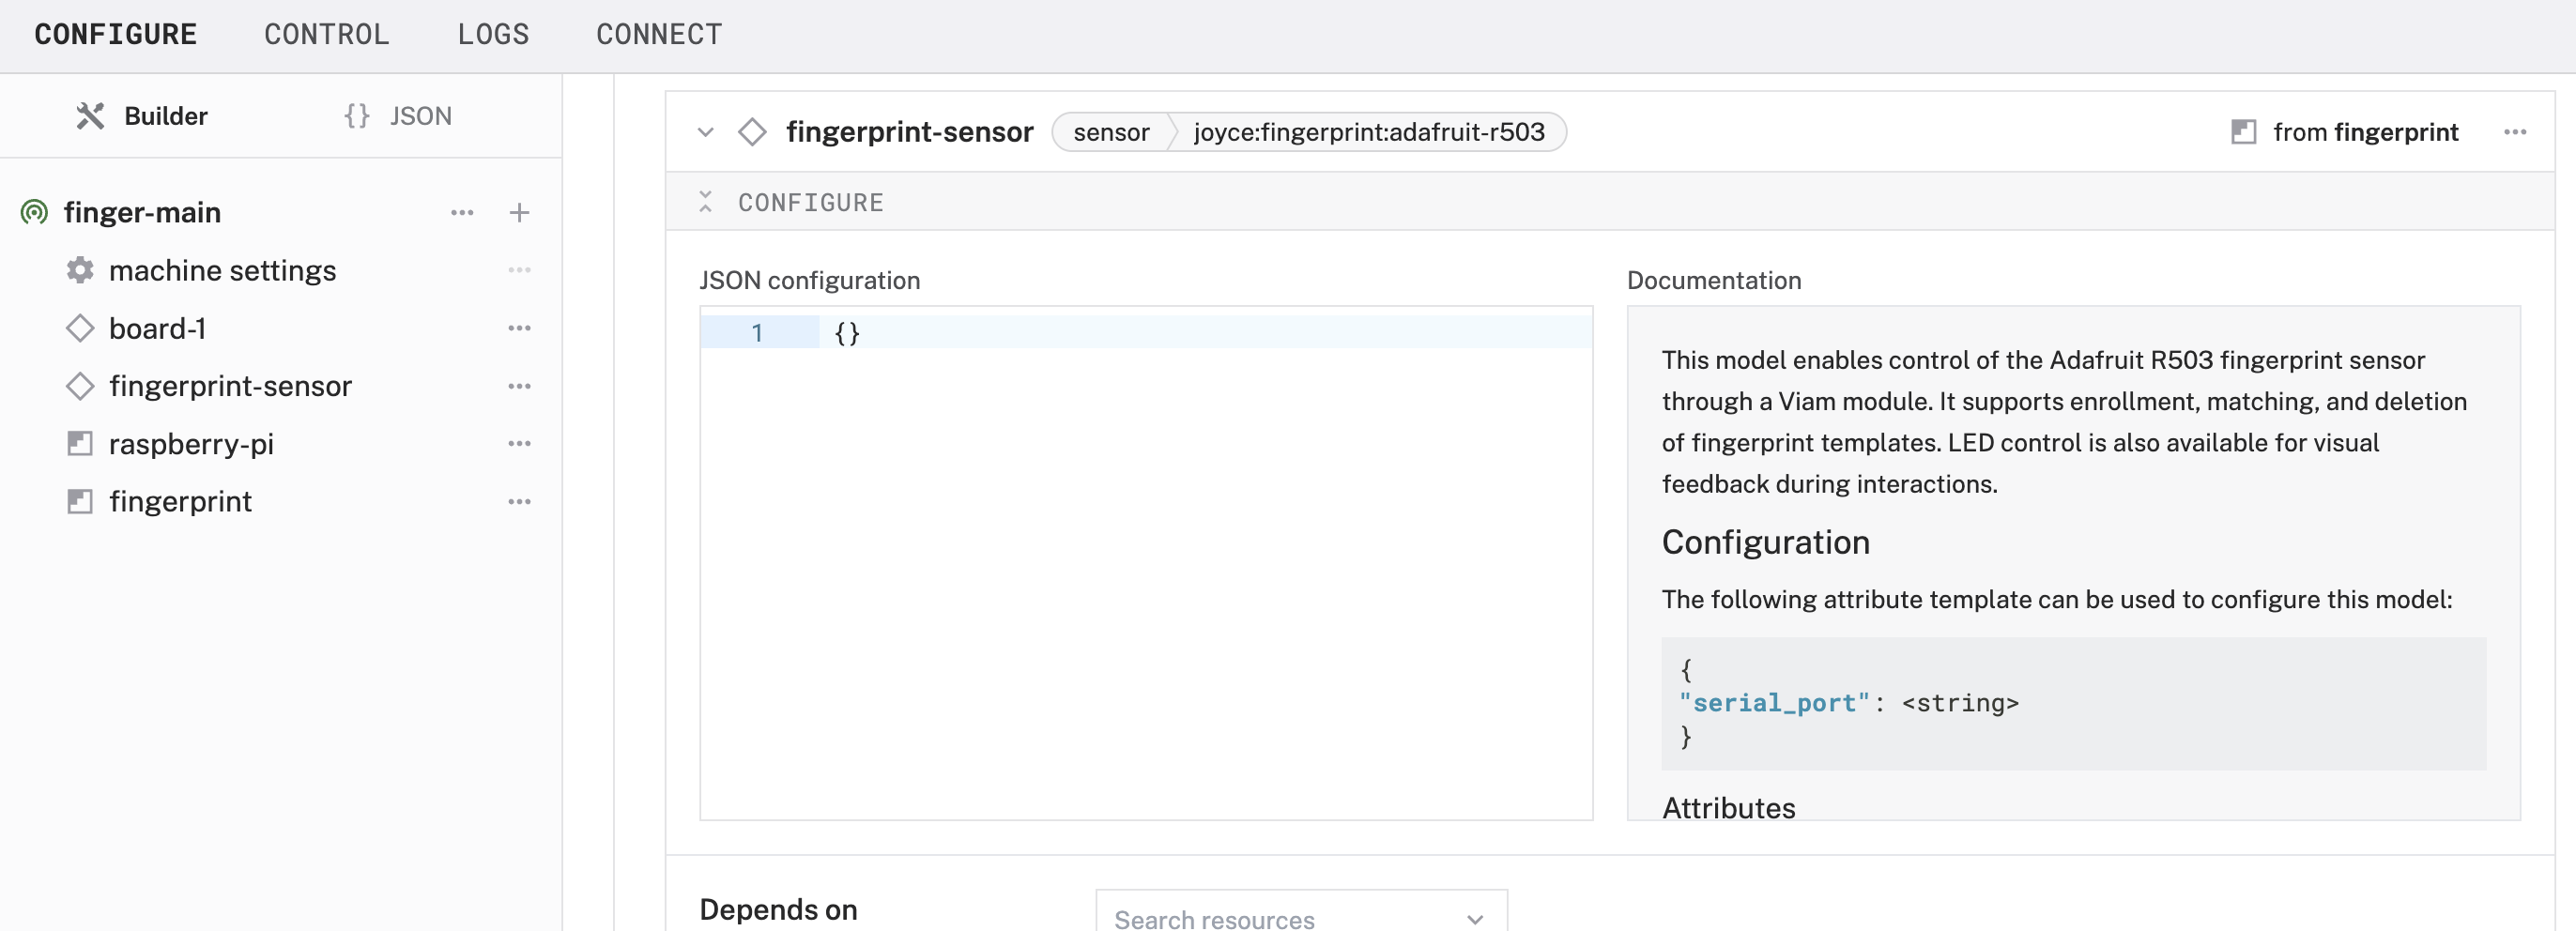 CONFIGURE CONTROL LOGS CONNECT
Builder {} JSON
finger-main
machine settings
board-1
fingerprint-sensor
raspberry-pi
fingerprint
fingerprint-sensor sensor joyce:fingerprint:adafruit-r503 from fingerprint
CONFIGURE
JSON configuration
1 {}
Documentation
This model enables control of the Adafruit R503 fingerprint sensor
through a Viam module. It supports enrollment, matching, and deletion
of fingerprint templates. LED control is also available for visual
feedback during interactions.
Configuration
The following attribute template can be used to configure this model:
{
"serial_port": <string>
}
Attributes
Depends on
Search resources